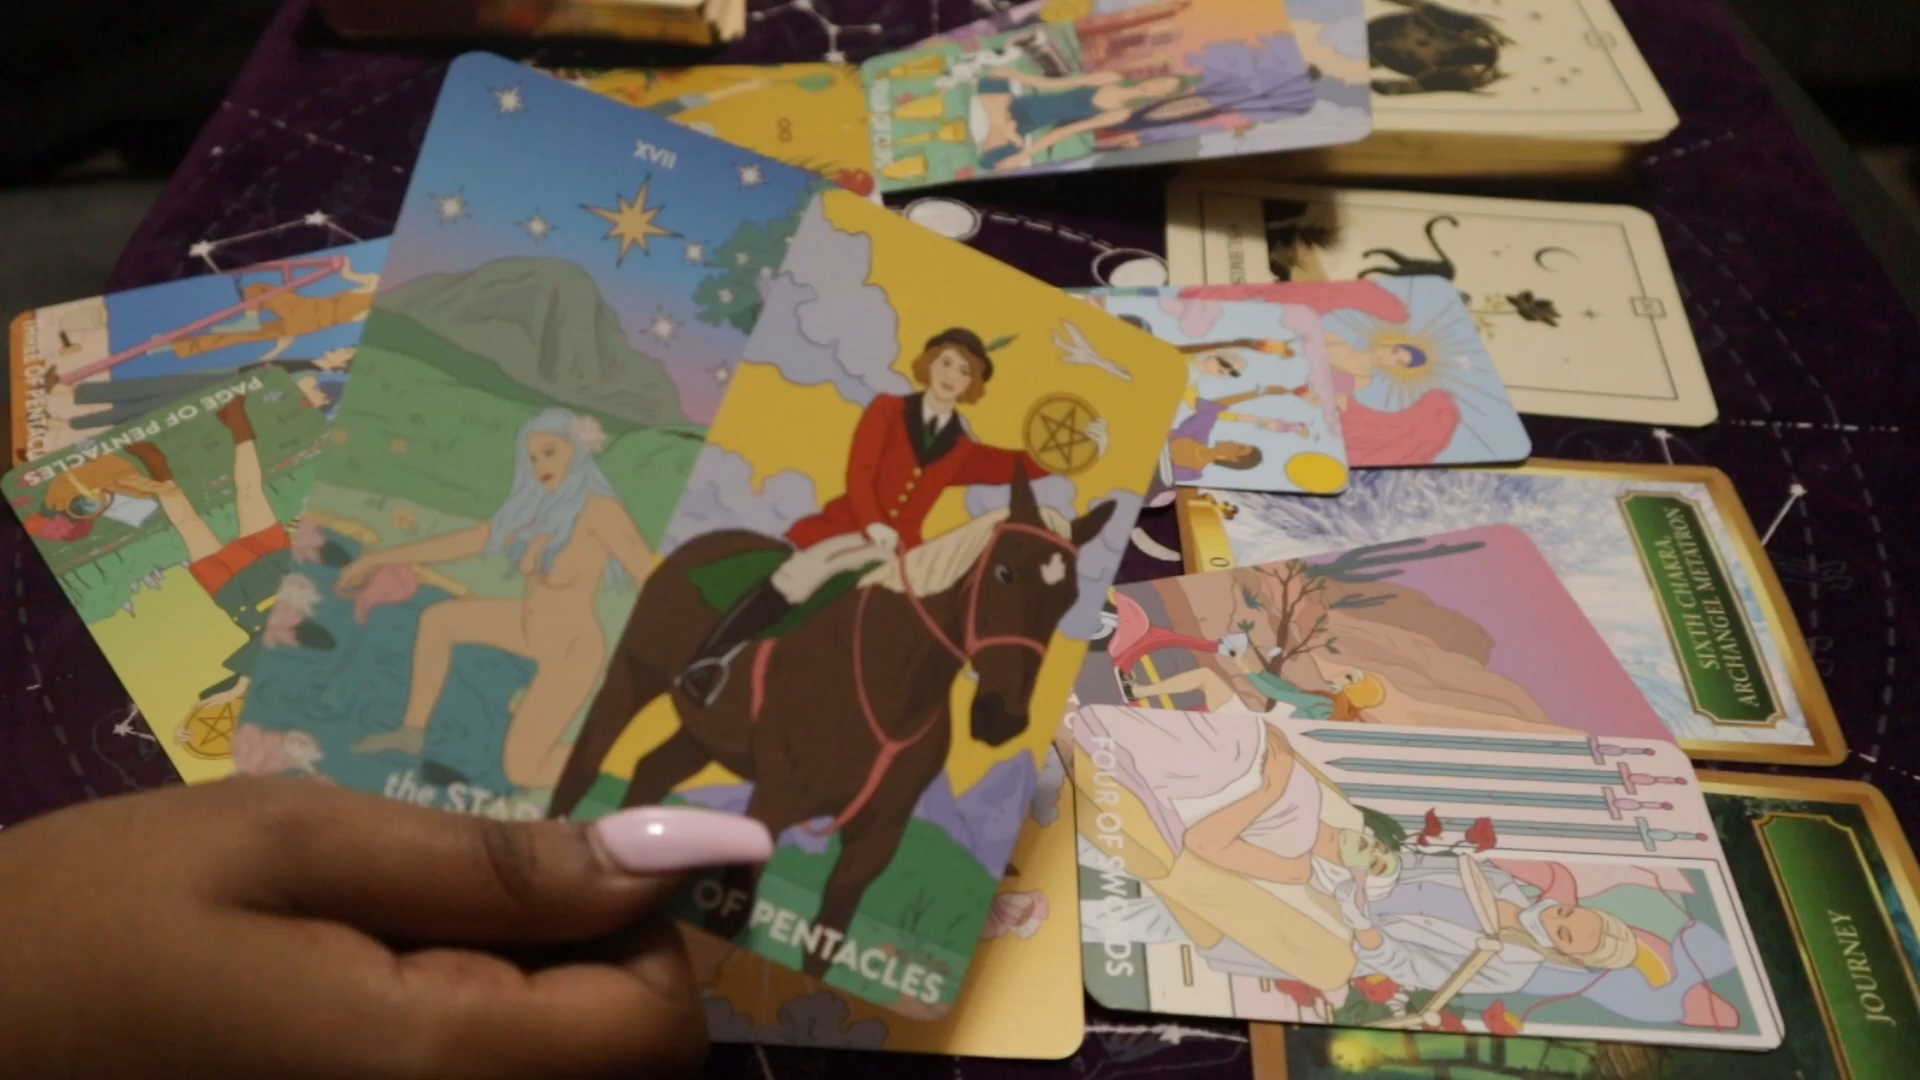 XVII
PAGE OF PENTACLES
the STAR
OF PENTACLES
FOUR OF SWORDS
SIXTH CHAKRA,
ARCHANGEL METATRON
JOURNEY